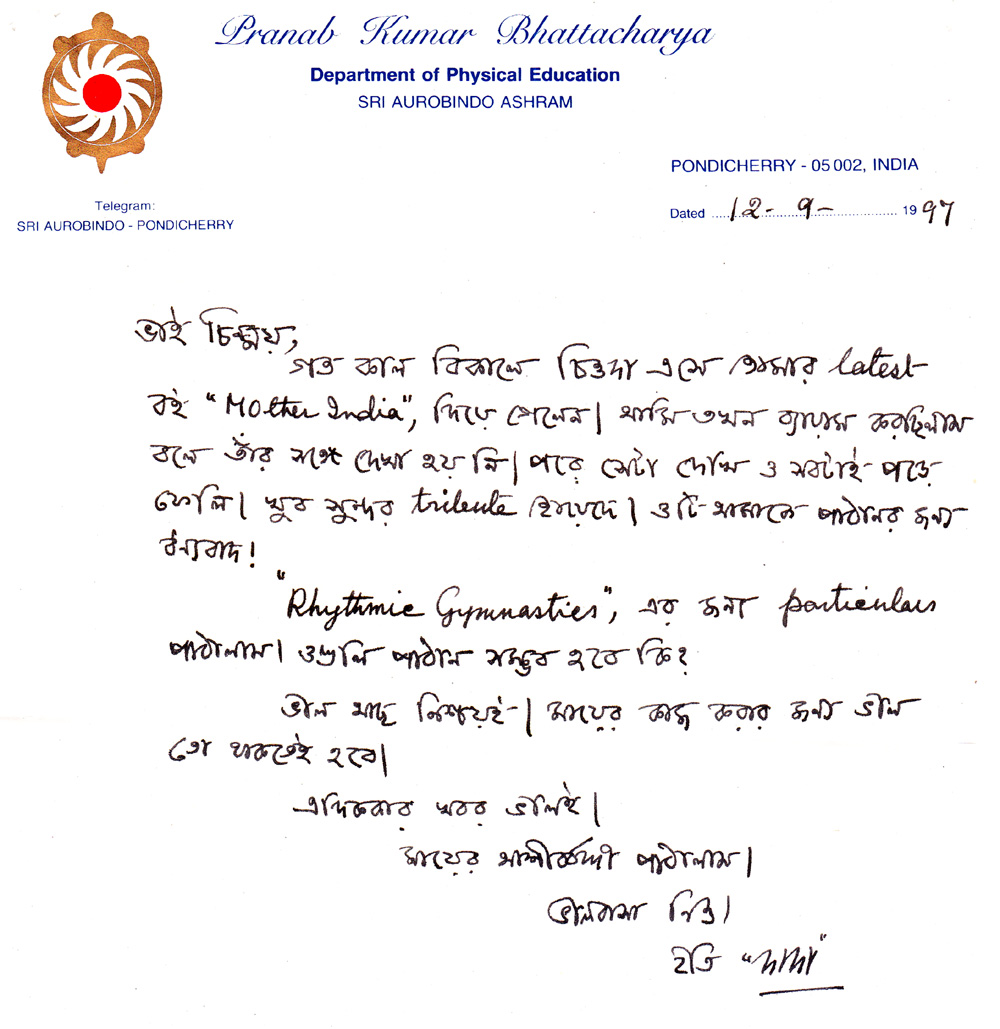 Pranab Kumar Bhattacharya
Department of Physical Education
SRI AUROBINDO ASHRAM
PONDICHERRY - 05 002, INDIA
Telegram:
SRI AUROBINDO - PONDICHERRY
Dated 12-9- 1997
ভাই চিন্ময়,
গত কাল বিকালে চিত্তদা এসে তোমার latest
বই "Mother India", দিয়ে গেলেন। আমি তখন ব্যায়াম করছিলাম
বলে তাঁর সঙ্গে দেখা হয় নি। পরে সেটা দেখি ও সবটাই পড়ে
ফেলি। খুব সুন্দর tribute হয়েছে। ওটি আমাকে পাঠানর জন্য
ধন্যবাদ!
"Rhythmic Gymnastics", এর জন্য particulars
পাঠালাম। ওগুলি পাঠান সম্ভব হবে কি?
ভাল আছ নিশ্চয়ই। মায়ের কাজ করার জন্য ভাল
তো থাকতেই হবে।
এদিককার খবর ভালই।
মায়ের আশীর্বাদী পাঠালাম।
ভালবাসা নিও।
ইতি "দাদা"